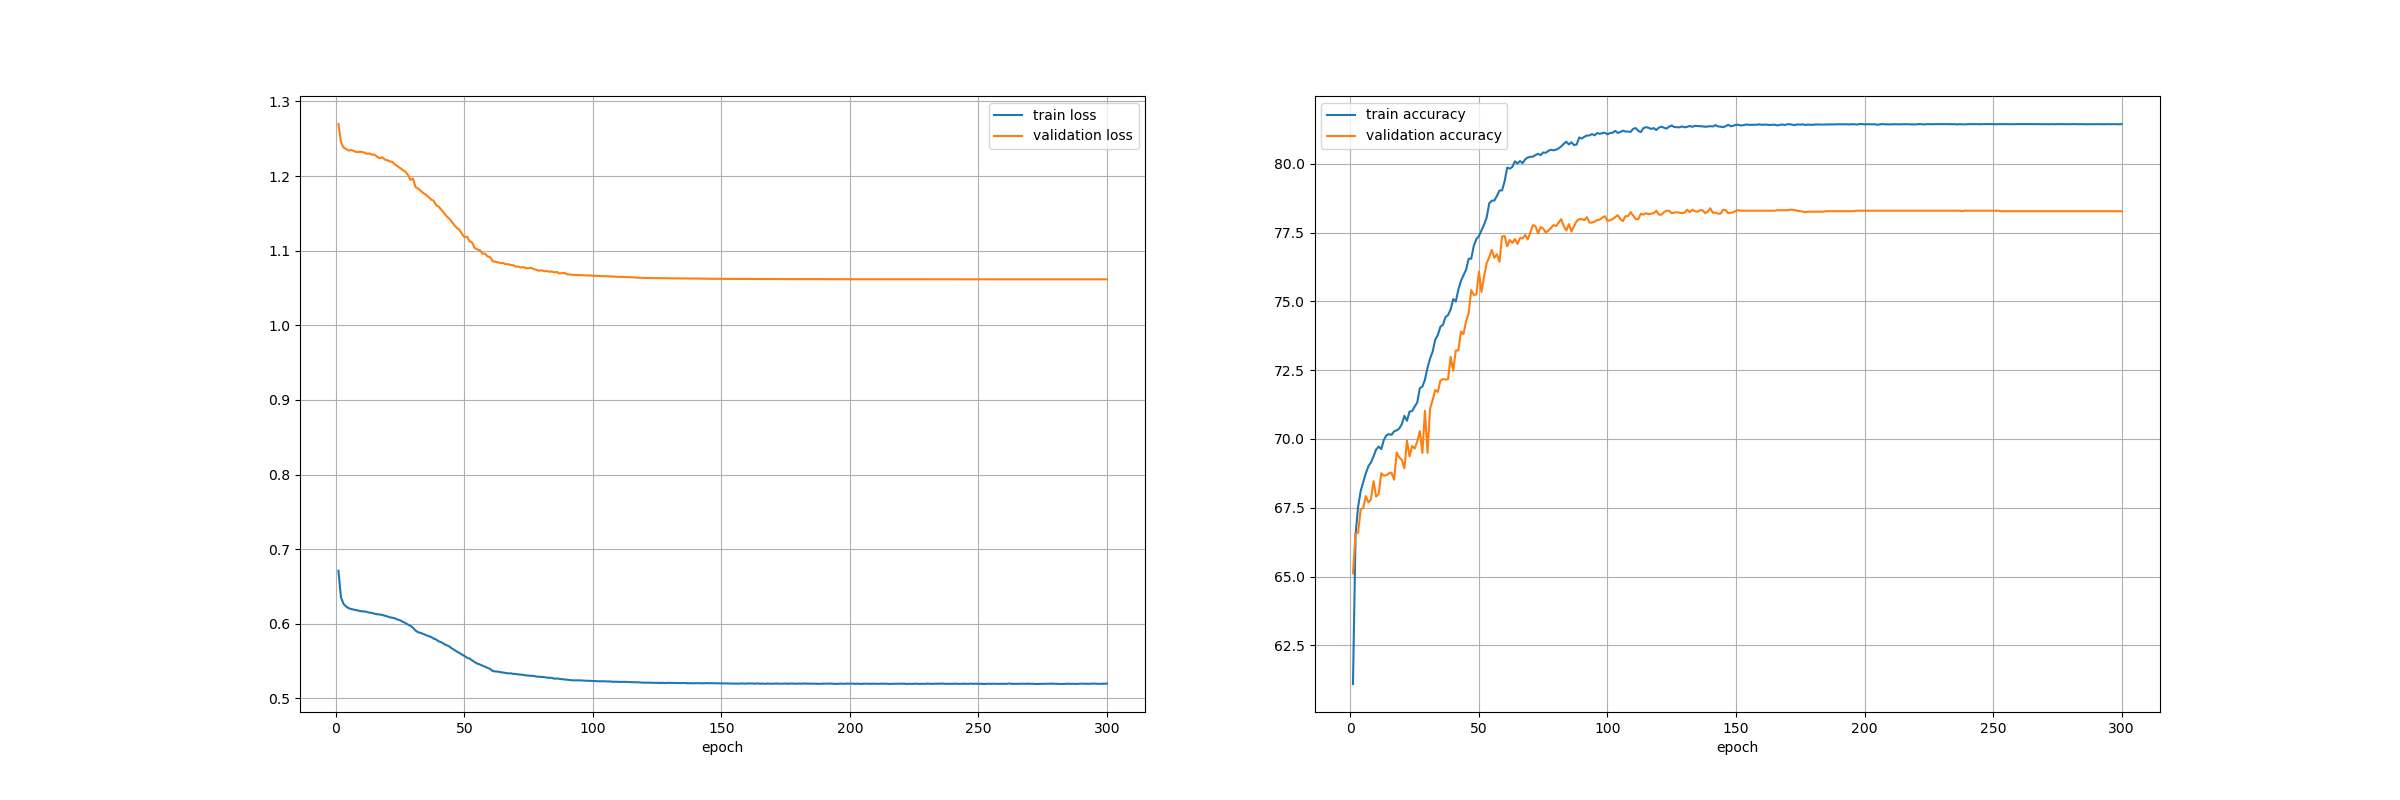 1.3
1.2
1.1
1.0
0.9
0.8
0.7
0.6
0.5
0 50 100 150 200 250 300
epoch
train loss
validation loss
80.0
77.5
75.0
72.5
70.0
67.5
65.0
62.5
0 50 100 150 200 250 300
epoch
train accuracy
validation accuracy